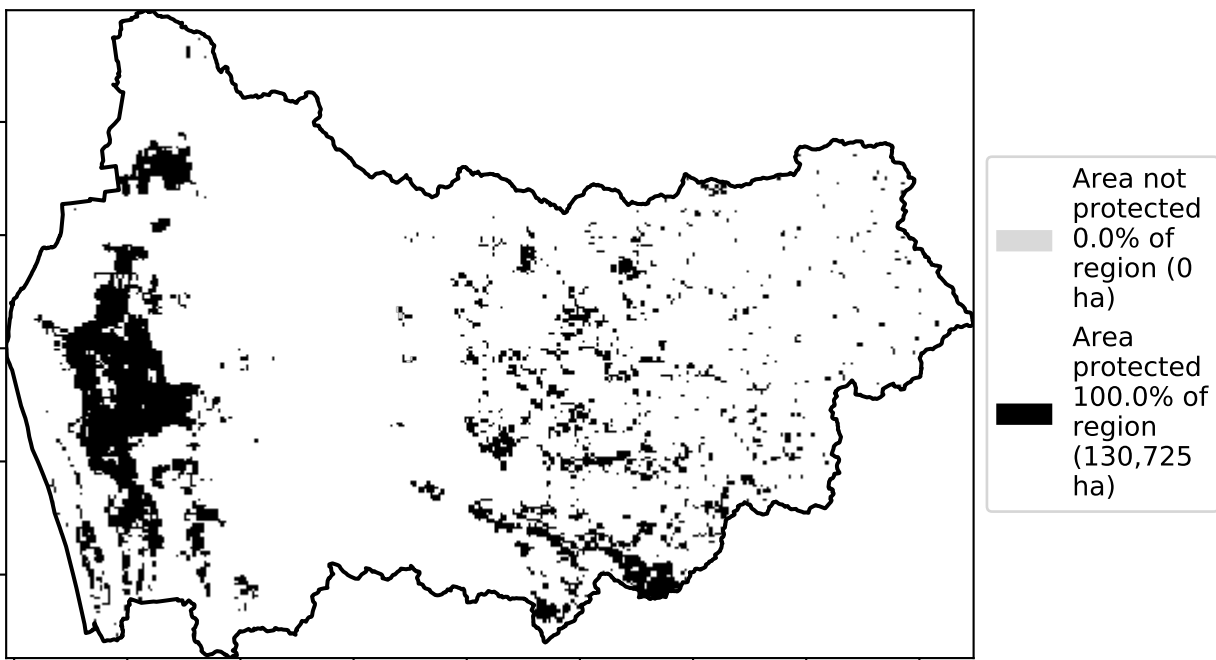 Area not
protected
0.0% of
region (0
ha)
Area
protected
100.0% of
region
(130,725
ha)